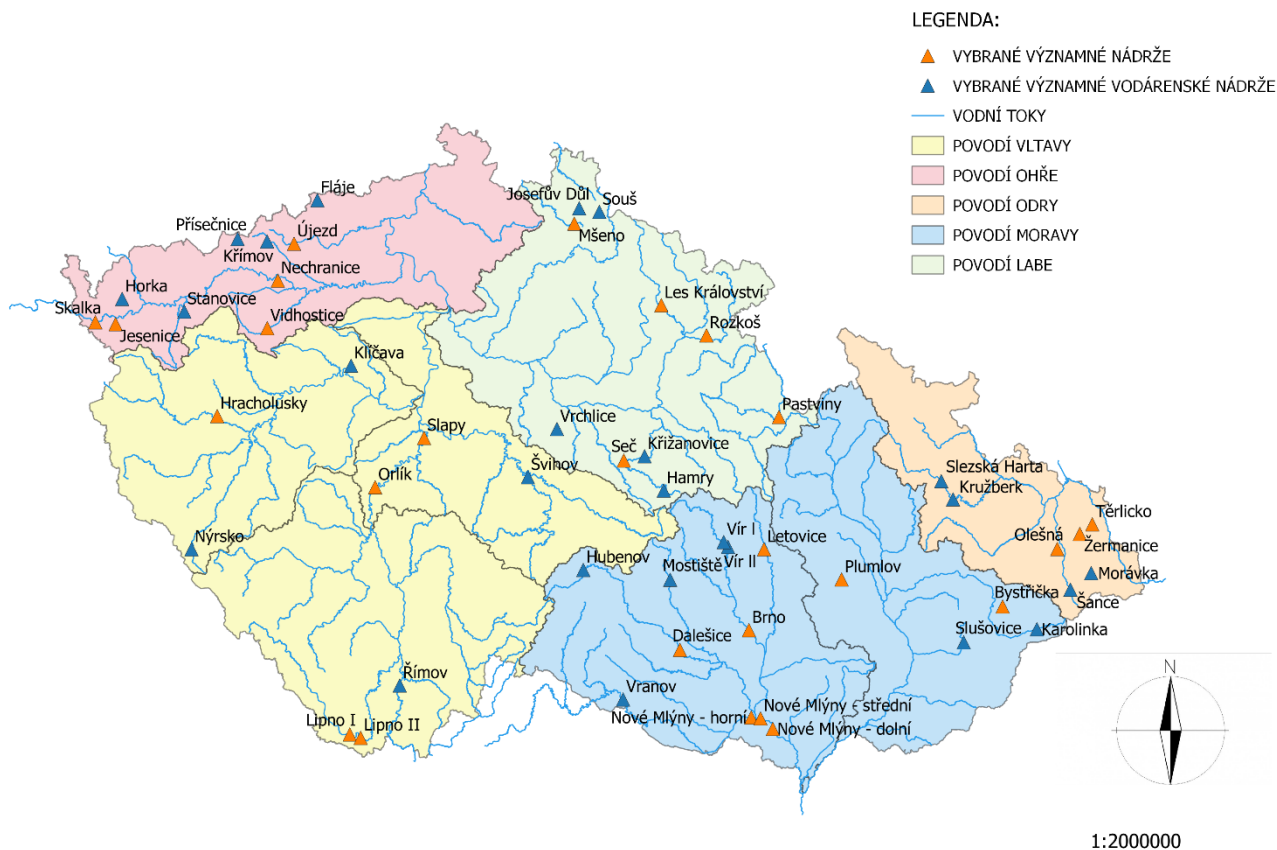 LEGENDA:
VYBRANÉ VÝZNAMNÉ NÁDRŽE
VYBRANÉ VÝZNAMNÉ VODÁRENSKÉ NÁDRŽE
VODNÍ TOKY
POVODÍ VLTAVY
POVODÍ OHŘE
POVODÍ ODRY
POVODÍ MORAVY
POVODÍ LABE
Fláje
Josefův Důl
Souš
Přísečnice
Újezd
Mšeno
Křímov
Nechranice
Horka
Stanovice
Les Království
Skalka
Jesenice
Vidhostice
Rozkoš
Klíčava
Hracholusky
Pastviny
Slapy
Vrchlice
Seč
Křižanovice
Orlík
Švihov
Hamry
Slezská Harta
Kružberk
Těrlicko
Nýrsko
Vír I
Letovice
Olešná
Žermanice
Hubenov
Mostiště
Vír II
Plumlov
Morávka
Bystřička
Šance
Brno
Slušovice
Karolinka
Dalešice
Římov
Vranov
Nové Mlýny - střední
Nové Mlýny - horní
Lipno I
Lipno II
Nové Mlýny - dolní
N
1:2000000